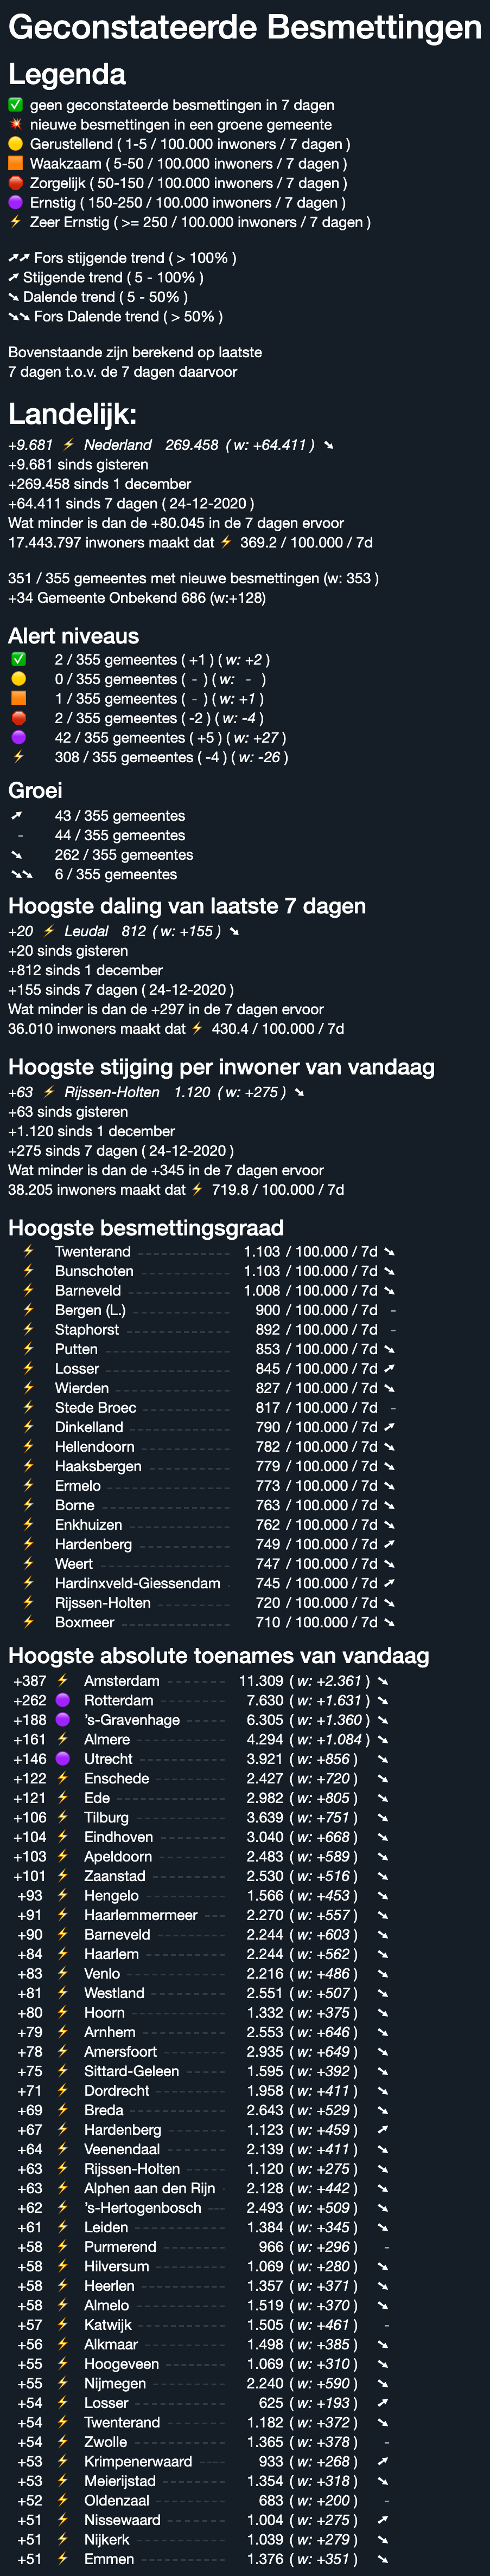 Geconstateerde Besmettingen
Legenda
✅ geen geconstateerde besmettingen in 7 dagen
💥 nieuwe besmettingen in een groene gemeente
🟡 Gerustellend ( 1-5 / 100.000 inwoners / 7 dagen )
🟧 Waakzaam ( 5-50 / 100.000 inwoners / 7 dagen )
🛑 Zorgelijk ( 50-150 / 100.000 inwoners / 7 dagen )
🟣 Ernstig ( 150-250 / 100.000 inwoners / 7 dagen )
⚡ Zeer Ernstig ( >= 250 / 100.000 inwoners / 7 dagen )
➚➚ Fors stijgende trend ( > 100% )
➚ Stijgende trend ( 5 - 100% )
➘ Dalende trend ( 5 - 50% )
➘➘ Fors Dalende trend ( > 50% )
Bovenstaande zijn berekend op laatste
7 dagen t.o.v. de 7 dagen daarvoor
Landelijk:
+9.681 ⚡ Nederland 269.458 ( w: +64.411 ) ➘
+9.681 sinds gisteren
+269.458 sinds 1 december
+64.411 sinds 7 dagen ( 24-12-2020 )
Wat minder is dan de +80.045 in de 7 dagen ervoor
17.443.797 inwoners maakt dat ⚡ 369.2 / 100.000 / 7d
351 / 355 gemeentes met nieuwe besmettingen (w: 353 )
+34 Gemeente Onbekend 686 (w:+128)
Alert niveaus
✅ 2 / 355 gemeentes ( +1 ) ( w: +2 )
🟡 0 / 355 gemeentes ( - ) ( w: - )
🟧 1 / 355 gemeentes ( - ) ( w: +1 )
🛑 2 / 355 gemeentes ( -2 ) ( w: -4 )
🟣 42 / 355 gemeentes ( +5 ) ( w: +27 )
⚡ 308 / 355 gemeentes ( -4 ) ( w: -26 )
Groei
➚ 43 / 355 gemeentes
- 44 / 355 gemeentes
➘ 262 / 355 gemeentes
➘➘ 6 / 355 gemeentes
Hoogste daling van laatste 7 dagen
+20 ⚡ Leudal 812 ( w: +155 ) ➘
+20 sinds gisteren
+812 sinds 1 december
+155 sinds 7 dagen ( 24-12-2020 )
Wat minder is dan de +297 in de 7 dagen ervoor
36.010 inwoners maakt dat ⚡ 430.4 / 100.000 / 7d
Hoogste stijging per inwoner van vandaag
+63 ⚡ Rijssen-Holten 1.120 ( w: +275 ) ➘
+63 sinds gisteren
+1.120 sinds 1 december
+275 sinds 7 dagen ( 24-12-2020 )
Wat minder is dan de +345 in de 7 dagen ervoor
38.205 inwoners maakt dat ⚡ 719.8 / 100.000 / 7d
Hoogste besmettingsgraad
⚡ Twenterand 1.103 / 100.000 / 7d ➘
⚡ Bunschoten 1.103 / 100.000 / 7d ➘
⚡ Barneveld 1.008 / 100.000 / 7d ➘
⚡ Bergen (L.) 900 / 100.000 / 7d -
⚡ Staphorst 892 / 100.000 / 7d -
⚡ Putten 853 / 100.000 / 7d ➘
⚡ Losser 845 / 100.000 / 7d ➚
⚡ Wierden 827 / 100.000 / 7d ➘
⚡ Stede Broec 817 / 100.000 / 7d -
⚡ Dinkelland 790 / 100.000 / 7d ➚
⚡ Hellendoorn 782 / 100.000 / 7d ➘
⚡ Haaksbergen 779 / 100.000 / 7d ➘
⚡ Ermelo 773 / 100.000 / 7d ➘
⚡ Borne 763 / 100.000 / 7d ➘
⚡ Enkhuizen 762 / 100.000 / 7d ➘
⚡ Hardenberg 749 / 100.000 / 7d ➚
⚡ Weert 747 / 100.000 / 7d ➘
⚡ Hardinxveld-Giessendam 745 / 100.000 / 7d ➚
⚡ Rijssen-Holten 720 / 100.000 / 7d ➘
⚡ Boxmeer 710 / 100.000 / 7d ➘
Hoogste absolute toenames van vandaag
+387 ⚡ Amsterdam 11.309 ( w: +2.361 ) ➘
+262 🟣 Rotterdam 7.630 ( w: +1.631 ) ➘
+188 🟣 's-Gravenhage 6.305 ( w: +1.360 ) ➘
+161 ⚡ Almere 4.294 ( w: +1.084 ) ➘
+146 🟣 Utrecht 3.921 ( w: +856 ) ➘
+122 ⚡ Enschede 2.427 ( w: +720 ) ➘
+121 ⚡ Ede 2.982 ( w: +805 ) ➘
+106 ⚡ Tilburg 3.639 ( w: +751 ) ➘
+104 ⚡ Eindhoven 3.040 ( w: +668 ) ➘
+103 ⚡ Apeldoorn 2.483 ( w: +589 ) ➘
+101 ⚡ Zaanstad 2.530 ( w: +516 ) ➘
+93 ⚡ Hengelo 1.566 ( w: +453 ) ➘
+91 ⚡ Haarlemmermeer 2.270 ( w: +557 ) ➘
+90 ⚡ Barneveld 2.244 ( w: +603 ) ➘
+84 ⚡ Haarlem 2.244 ( w: +562 ) ➘
+83 ⚡ Venlo 2.216 ( w: +486 ) ➘
+81 ⚡ Westland 2.551 ( w: +507 ) ➘
+80 ⚡ Hoorn 1.332 ( w: +375 ) ➘
+79 ⚡ Arnhem 2.553 ( w: +646 ) ➘
+78 ⚡ Amersfoort 2.935 ( w: +649 ) ➘
+75 ⚡ Sittard-Geleen 1.595 ( w: +392 ) ➘
+71 ⚡ Dordrecht 1.958 ( w: +411 ) ➘
+69 ⚡ Breda 2.643 ( w: +529 ) ➘
+67 ⚡ Hardenberg 1.123 ( w: +459 ) ➚
+64 ⚡ Veenendaal 2.139 ( w: +411 ) ➘
+63 ⚡ Rijssen-Holten 1.120 ( w: +275 ) ➘
+63 ⚡ Alphen aan den Rijn 2.128 ( w: +442 ) ➘
+62 ⚡ 's-Hertogenbosch 2.493 ( w: +509 ) ➘
+61 ⚡ Leiden 1.384 ( w: +345 ) ➘
+58 ⚡ Purmerend 966 ( w: +296 ) -
+58 ⚡ Hilversum 1.069 ( w: +280 ) ➘
+58 ⚡ Heerlen 1.357 ( w: +371 ) ➘
+58 ⚡ Almelo 1.519 ( w: +370 ) ➘
+57 ⚡ Katwijk 1.505 ( w: +461 ) -
+56 ⚡ Alkmaar 1.498 ( w: +385 ) ➘
+55 ⚡ Hoogeveen 1.069 ( w: +310 ) ➘
+55 ⚡ Nijmegen 2.240 ( w: +590 ) ➘
+54 ⚡ Losser 625 ( w: +193 ) ➚
+54 ⚡ Twenterand 1.182 ( w: +372 ) ➘
+54 ⚡ Zwolle 1.365 ( w: +378 ) -
+53 ⚡ Krimpenerwaard 933 ( w: +268 ) ➚
+53 ⚡ Meierijstad 1.354 ( w: +318 ) ➘
+52 ⚡ Oldenzaal 683 ( w: +200 ) -
+51 ⚡ Nissewaard 1.004 ( w: +275 ) ➚
+51 ⚡ Nijkerk 1.039 ( w: +279 ) ➘
+51 ⚡ Emmen 1.376 ( w: +351 ) ➘